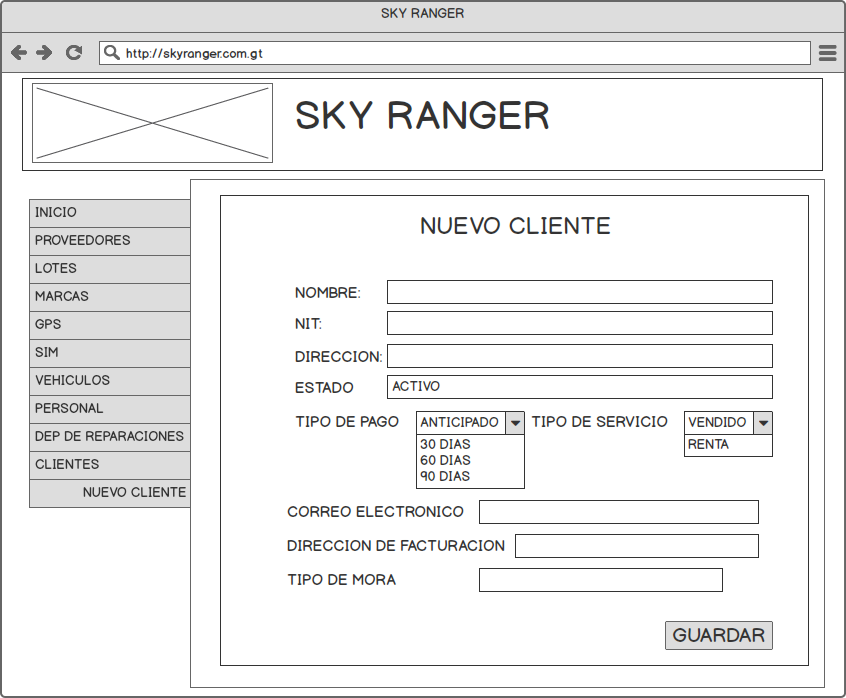 SKY RANGER
http://skyranger.com.gt
SKY RANGER
INICIO
PROVEEDORES
LOTES
MARCAS
GPS
SIM
VEHICULOS
PERSONAL
DEP DE REPARACIONES
CLIENTES
NUEVO CLIENTE
NUEVO CLIENTE
NOMBRE:
NIT:
DIRECCION:
ESTADO ACTIVO
TIPO DE PAGO ANTICIPADO TIPO DE SERVICIO VENDIDO
30 DIAS RENTA
60 DIAS
90 DIAS
CORREO ELECTRONICO
DIRECCION DE FACTURACION
TIPO DE MORA
GUARDAR